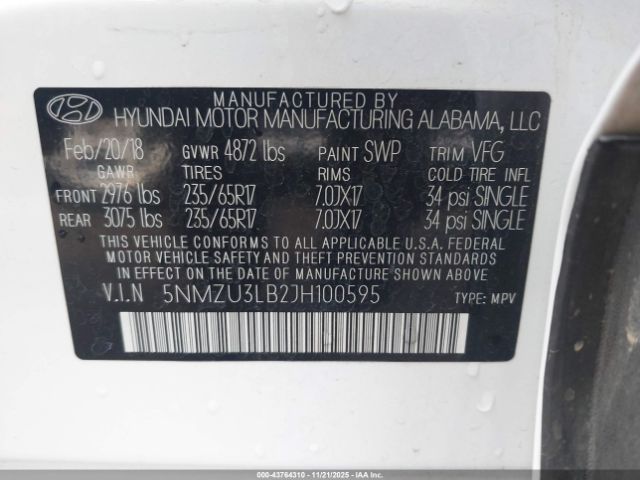 MANUFACTURED BY
HYUNDAI MOTOR MANUFACTURING ALABAMA, LLC
Feb/20/18 GVWR 4872 lbs PAINT SWP TRIM VFG
GAWR TIRES RIMS COLD TIRE INFL
FRONT 2976 lbs 235/65R17 7.0JX17 34 psi SINGLE
REAR 3075 lbs 235/65R17 7.0JX17 34 psi SINGLE
THIS VEHICLE CONFORMS TO ALL APPLICABLE U.S.A. FEDERAL
MOTOR VEHICLE SAFETY AND THEFT PREVENTION STANDARDS
IN EFFECT ON THE DATE OF MANUFACTURE SHOWN ABOVE.
V.I.N 5NMZU3LB2JH100595 TYPE: MPV
000-43764310 - 11/21/2025 - IAAI.com